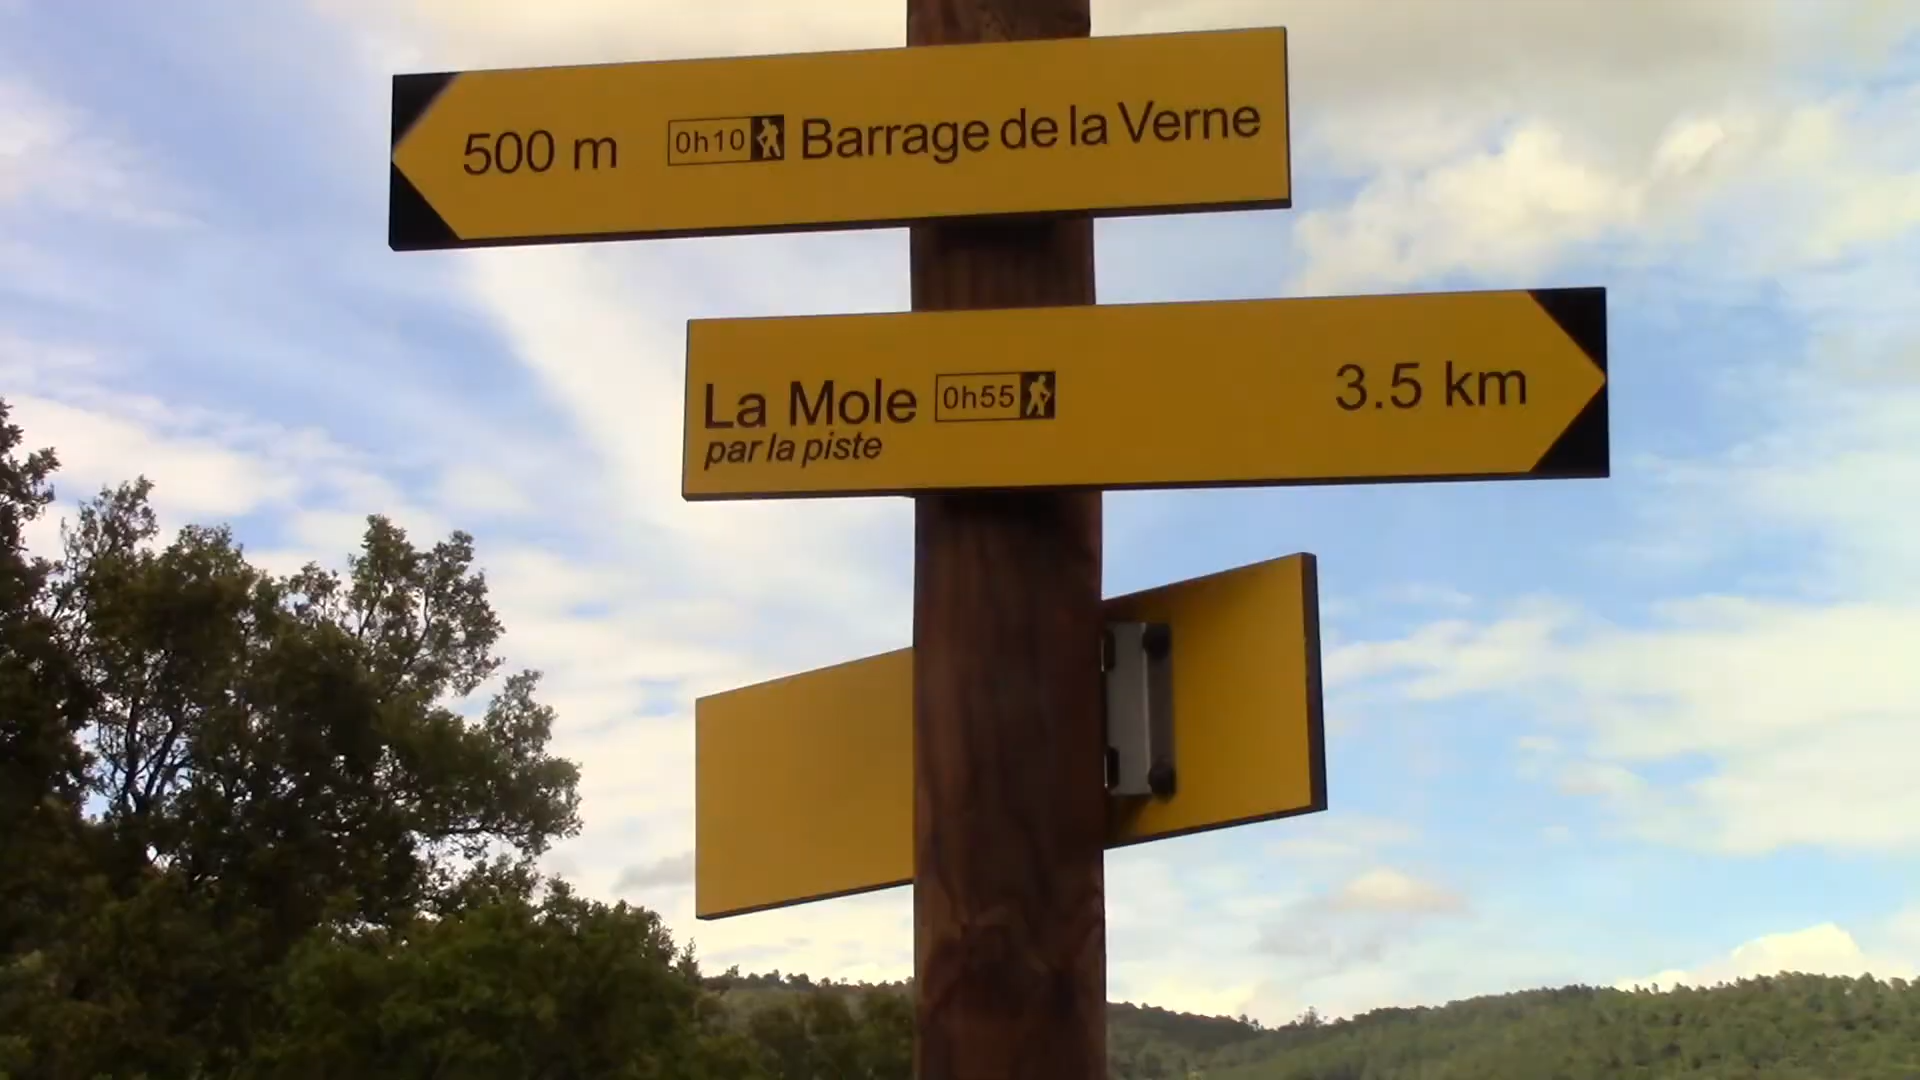 500 m 0h10 Barrage de la Verne
La Mole 0h55 3.5 km
par la piste